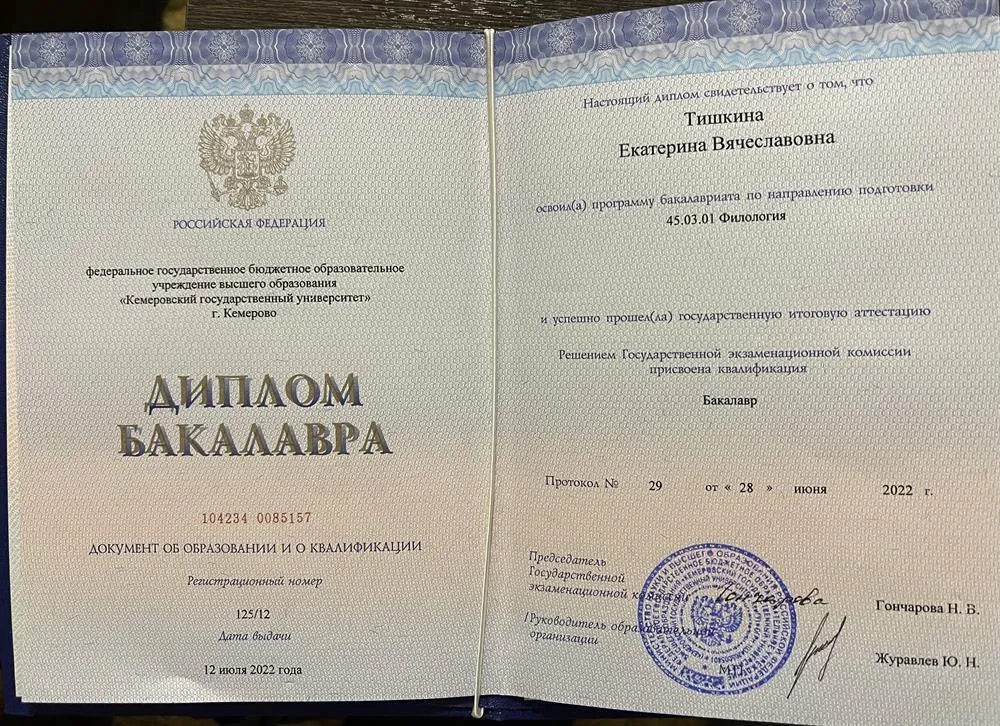 РОССИЙСКАЯ ФЕДЕРАЦИЯ
федеральное государственное бюджетное образовательное
учреждение высшего образования
«Кемеровский государственный университет»
г. Кемерово
ДИПЛОМ
БАКАЛАВРА
104234 0085157
ДОКУМЕНТ ОБ ОБРАЗОВАНИИ И О КВАЛИФИКАЦИИ
Регистрационный номер
125/12
Дата выдачи
12 июля 2022 года
Настоящий диплом свидетельствует о том, что
Тишкина
Екатерина Вячеславовна
освоил(а) программу бакалавриата по направлению подготовки
45.03.01 Филология
и успешно прошел(ла) государственную итоговую аттестацию
Решением Государственной экзаменационной комиссии
присвоена квалификация
Бакалавр
Протокол № 29 от « 28 » июня 2022 г.
Председатель
Государственной
экзаменационной комиссии Гончарова Гончарова Н. В.
Руководитель образовательной
организации Журавлев Ю. Н.
М.П.